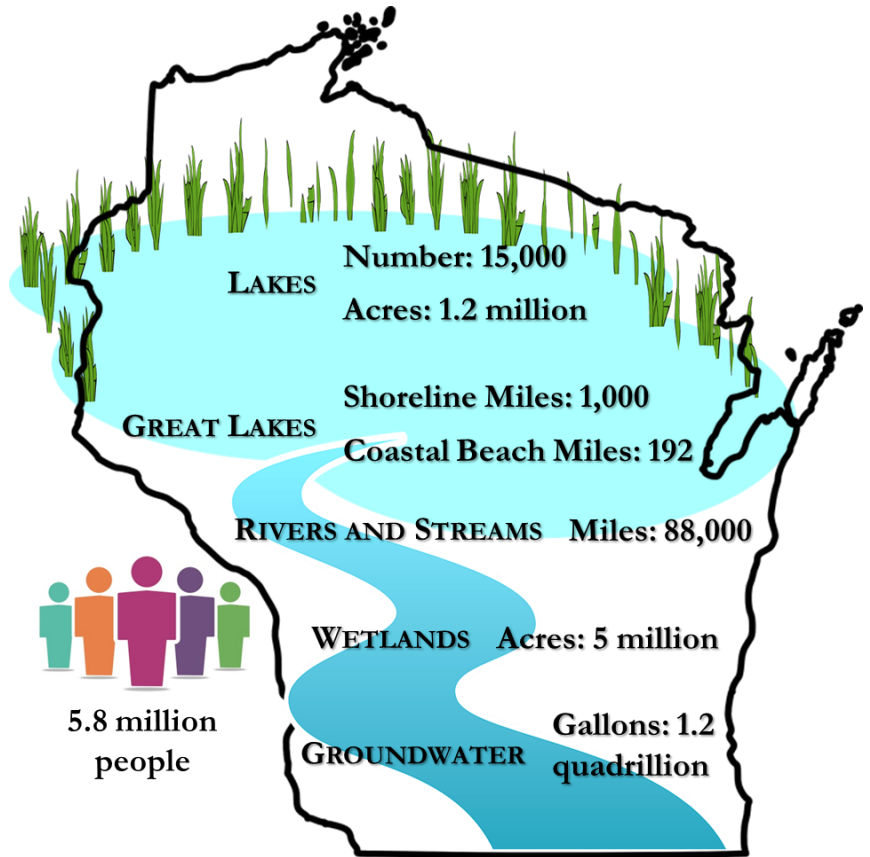 LAKES
Number: 15,000
Acres: 1.2 million
GREAT LAKES
Shoreline Miles: 1,000
Coastal Beach Miles: 192
RIVERS AND STREAMS Miles: 88,000
WETLANDS Acres: 5 million
GROUNDWATER
Gallons: 1.2
quadrillion
5.8 million
people